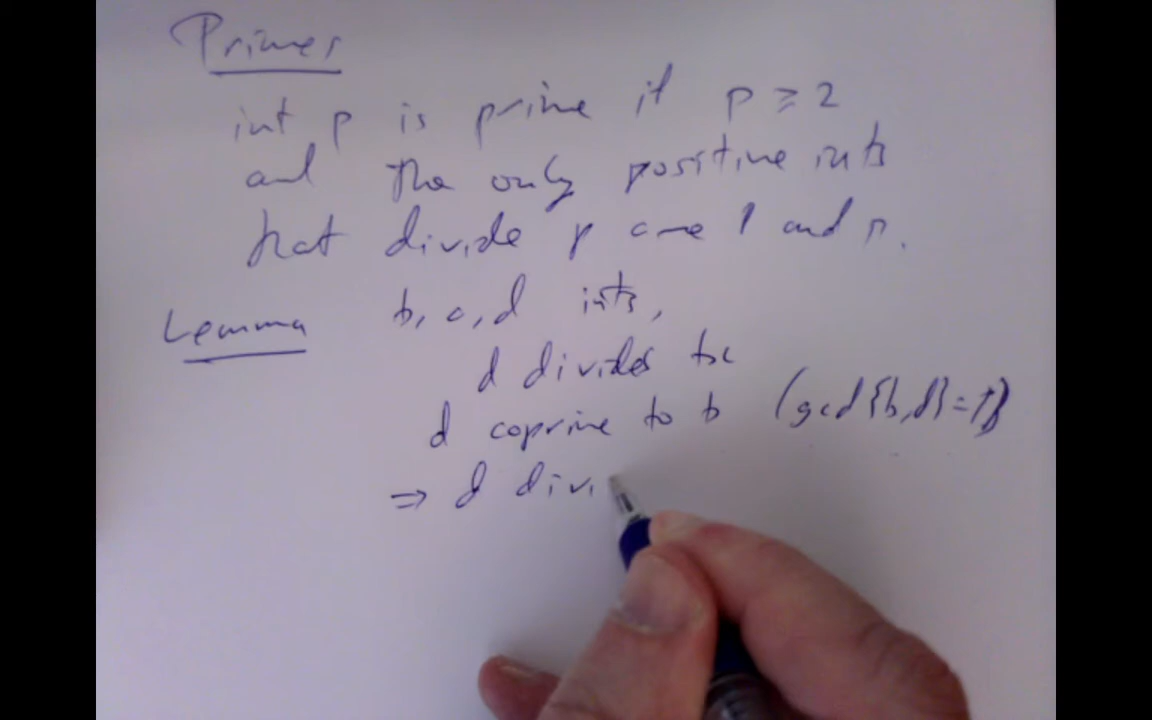 Primes
int p is prime if p ≥ 2
and the only positive ints
that divide p are 1 and p.
Lemma b, c, d ints,
d divides bc
d coprime to b (gcd{b,d}=1)
⇒ d divi